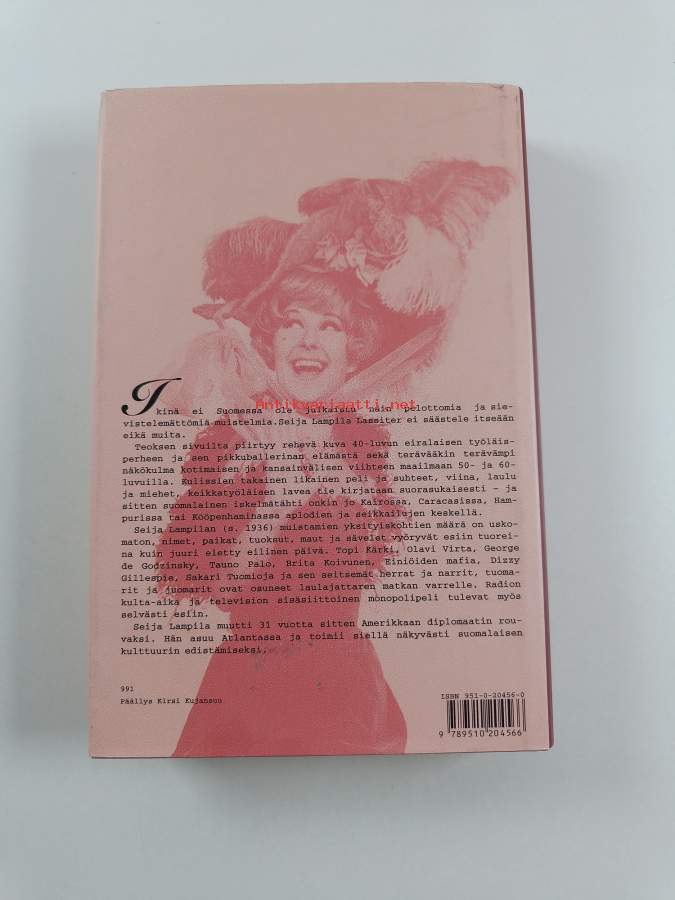 Ikinä ei Suomessa ole julkaistu näin pelottomia ja sie-
vistelemättömiä muistelmia.Seija Lampila Lassiter ei säästele itseään
eikä muita.
Teoksen sivuilta piirtyy rehevä kuva 40-luvun eiralaisen työläis-
perheen ja sen pikkuballerinan elämästä sekä terävääkin terävämpi
näkökulma kotimaisen ja kansainvälisen viihteen maailmaan 50- ja 60-
luvuilla. Kulissien takainen likainen peli ja suhteet, viina, laulu
ja miehet, keikkatyöläisen lavea tie kirjataan suorasukaisesti - ja
sitten suomalainen iskelmätähti onkin jo Kairossa, Caracasissa, Ham-
purissa tai Kööpenhaminassa aplodien ja seikkailujen keskellä.
Seija Lampilan (s. 1936) muistamien yksityiskohtien määrä on usko-
maton, nimet, paikat, tuoksut, maut ja sävelet vyöryvät esiin tuorei-
na kuin juuri eletty eilinen päivä. Topi Kärki, Olavi Virta, George
de Godzinsky, Tauno Palo, Brita Koivunen, Einiöiden mafia, Dizzy
Gillespie, Sakari Tuomioja ja sen seitsemät herrat ja narrit, tuoma-
rit ja juomarit ovat osuneet laulajattaren matkan varrelle. Radion
kulta-aika ja television sisäsiittoinen monopolipeli tulevat myös
selvästi esiin.
Seija Lampila muutti 31 vuotta sitten Amerikkaan diplomaatin rou-
vaksi. Hän asuu Atlantassa ja toimii siellä näkyvästi suomalaisen
kulttuurin edistämiseksi.
991
Päällys Kirsi Kujansuu
ISBN 951-0-20456-0
9 789510 204566
Antikvariaatti.net